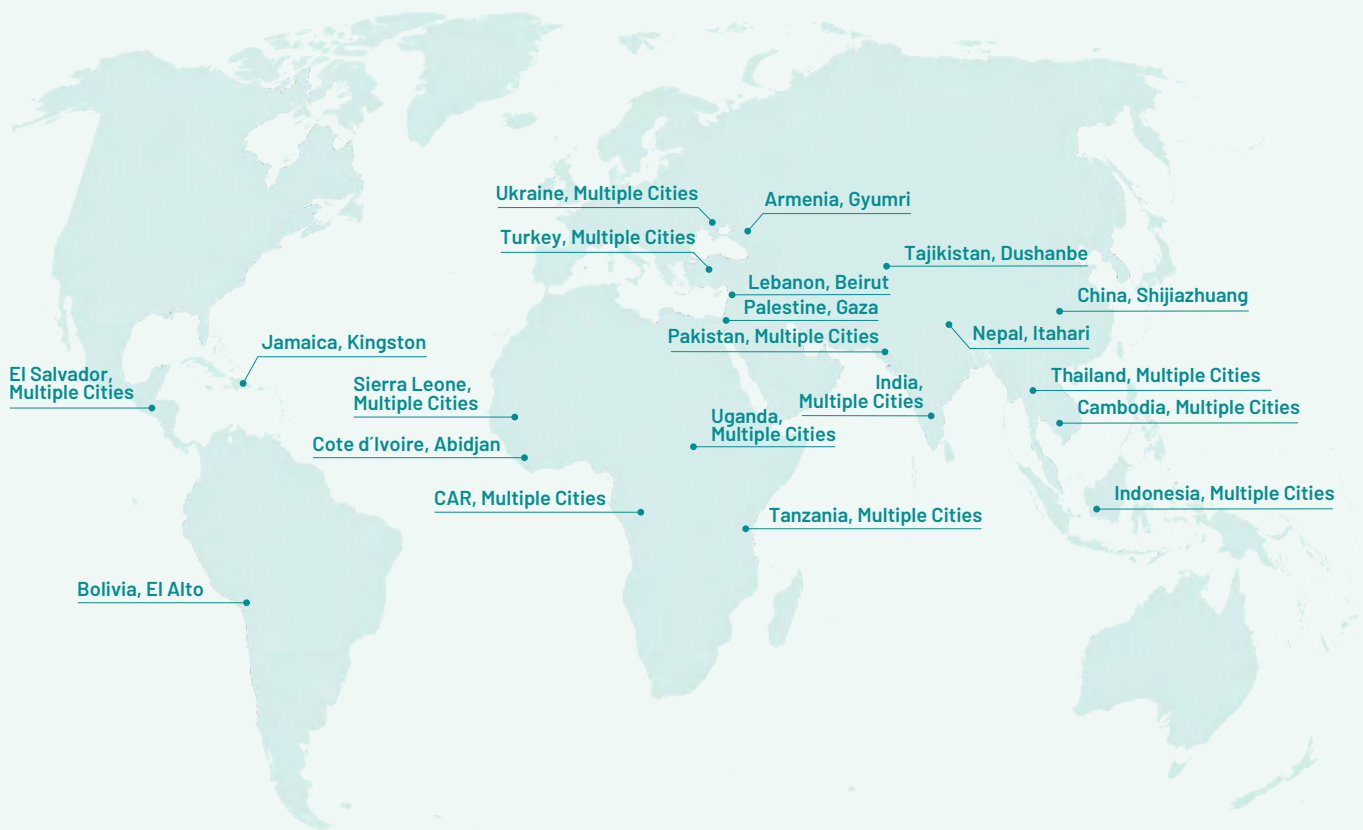 Ukraine, Multiple Cities
Armenia, Gyumri
Turkey, Multiple Cities
Tajikistan, Dushanbe
Lebanon, Beirut
China, Shijiazhuang
Palestine, Gaza
Pakistan, Multiple Cities
Nepal, Itahari
Jamaica, Kingston
El Salvador,
Multiple Cities
Sierra Leone,
Multiple Cities
India,
Multiple Cities
Thailand, Multiple Cities
Cambodia, Multiple Cities
Uganda,
Multiple Cities
Cote d´Ivoire, Abidjan
CAR, Multiple Cities
Indonesia, Multiple Cities
Tanzania, Multiple Cities
Bolivia, El Alto